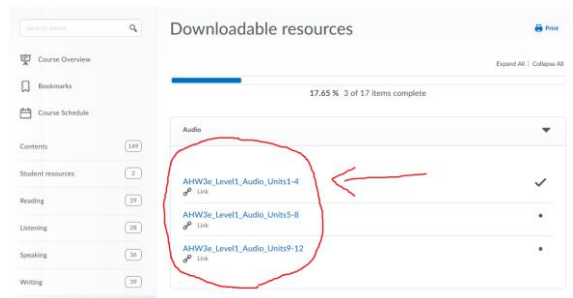 Search Items
Downloadable resources
Print
Course Overview
Expand All | Collapse All
Bookmarks
17.65 % 3 of 17 items complete
Course Schedule
Audio
Contents 149
Student resources 2
AHW3e_Level1_Audio_Units1-4
Link
Reading 29
AHW3e_Level1_Audio_Units5-8
Link
Listening 28
AHW3e_Level1_Audio_Units9-12
Link
Speaking 36
Writing 39